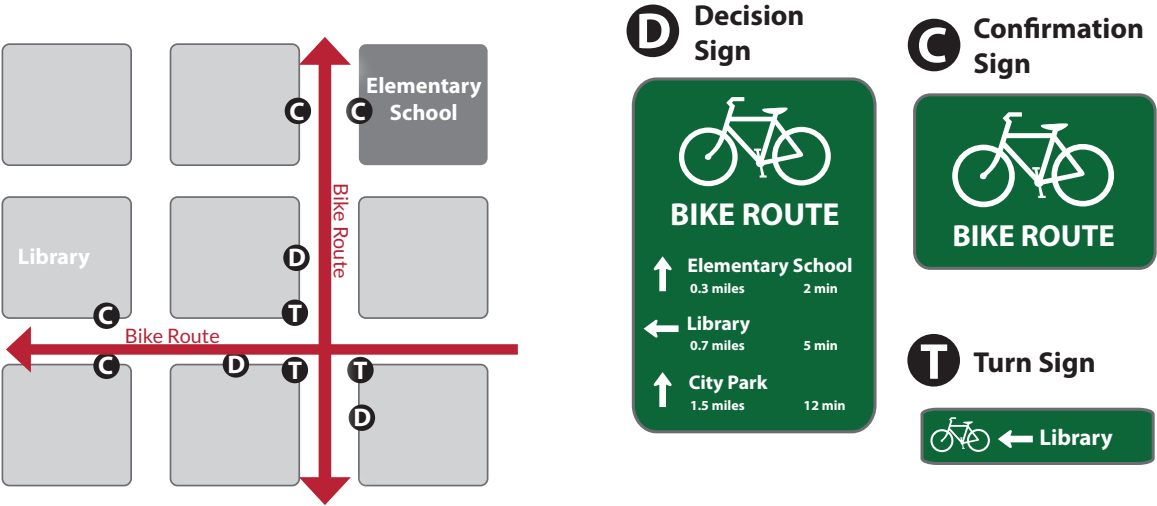 Elementary
School
C
C
Bike Route
Library
D
T
C
Bike Route
C
D
T
T
D
D
Decision
Sign
BIKE ROUTE
Elementary School
0.3 miles 2 min
Library
0.7 miles 5 min
City Park
1.5 miles 12 min
C
Confirmation
Sign
BIKE ROUTE
T
Turn Sign
Library